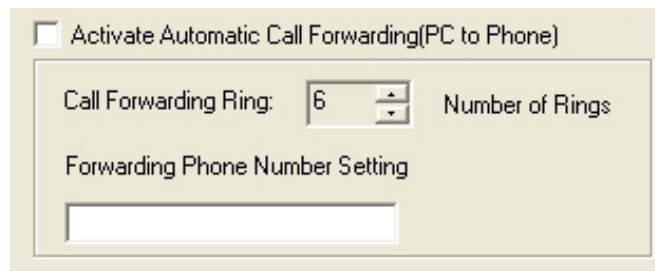 Activate Automatic Call Forwarding(PC to Phone)
Call Forwarding Ring: 6 Number of Rings
Forwarding Phone Number Setting